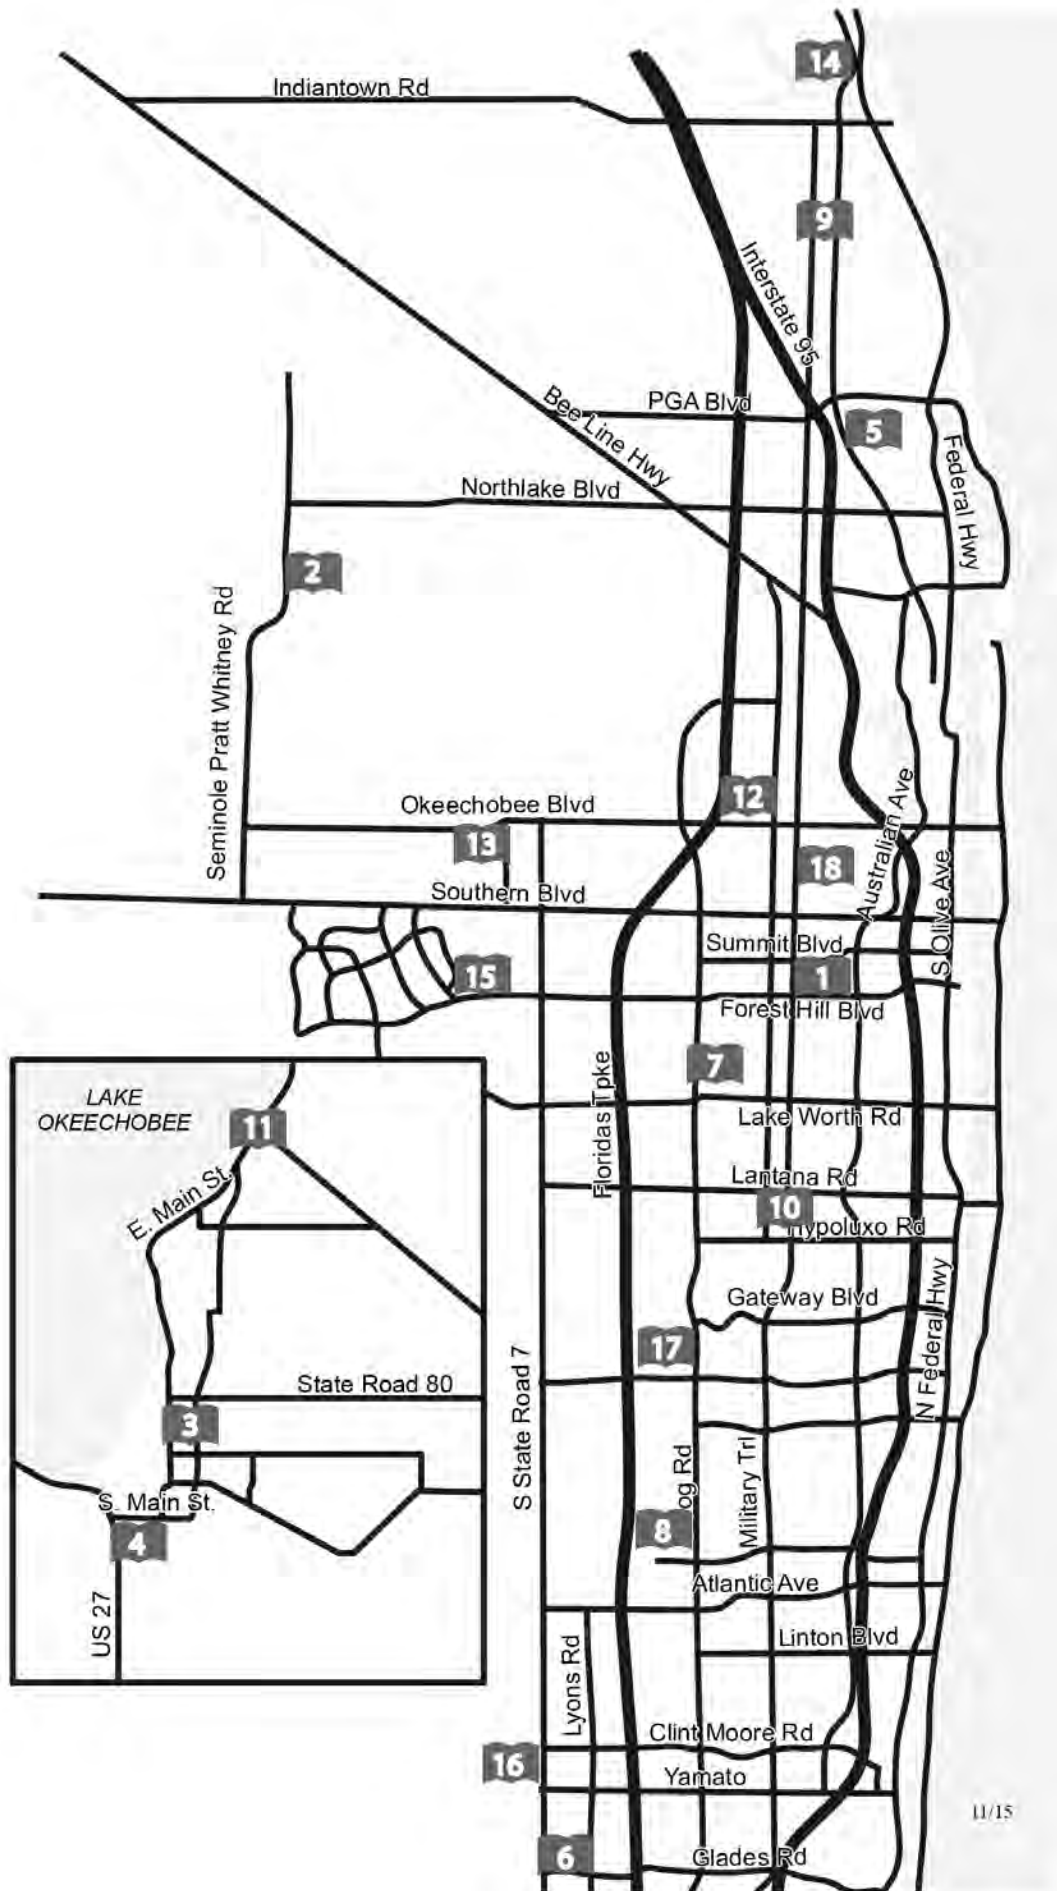 14
Indiantown Rd
9
Interstate 95
PGA Blvd
Bee Line Hwy
5
Federal Hwy
Northlake Blvd
2
Seminole Pratt Whitney Rd
12
Okeechobee Blvd
13
Australian Ave
18
S Olive Ave
Southern Blvd
Summit Blvd
15
1
Forest Hill Blvd
7
Floridas Tpke
LAKE
OKEECHOBEE
11
Lake Worth Rd
E. Main St.
Lantana Rd
10
Hypoluxo Rd
Gateway Blvd
N Federal Hwy
17
State Road 80
S State Road 7
3
og Rd
Military Trl
S. Main St.
8
4
Atlantic Ave
US 27
Linton Blvd
Lyons Rd
Clint Moore Rd
16
Yamato
11/15
6
Glades Rd